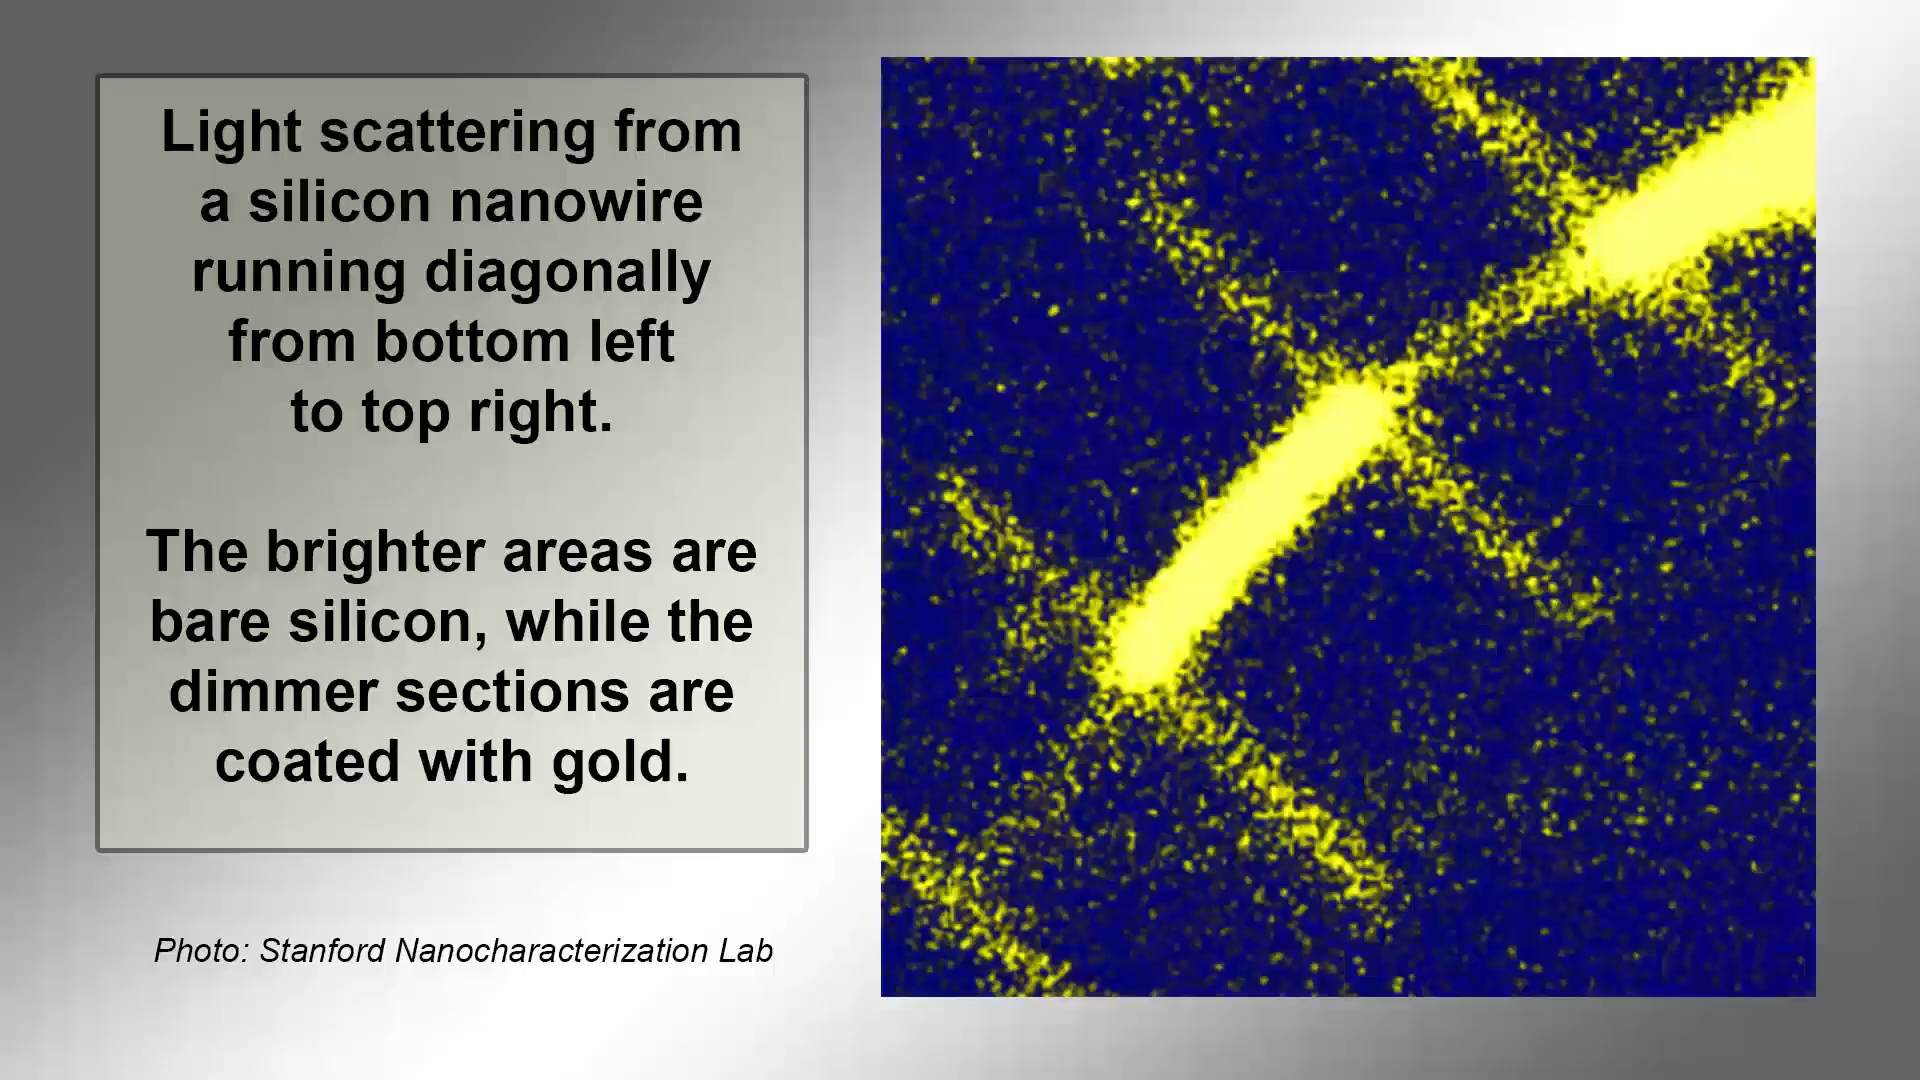 Light scattering from
a silicon nanowire
running diagonally
from bottom left
to top right.
The brighter areas are
bare silicon, while the
dimmer sections are
coated with gold.
Photo: Stanford Nanocharacterization Lab